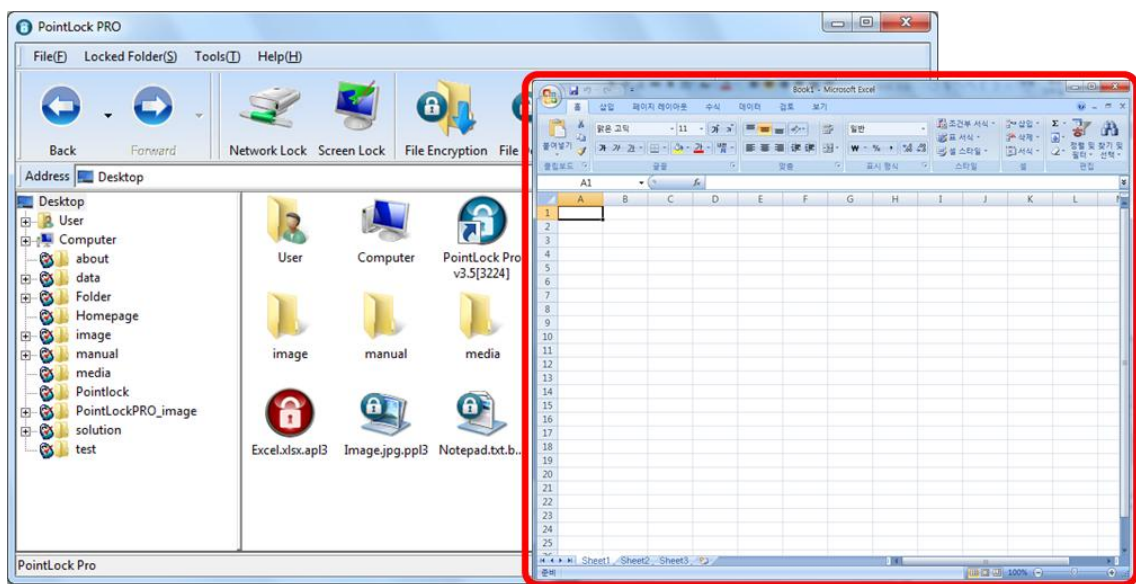 PointLock PRO
File(F) Locked Folder(S) Tools(T) Help(H)
Back Forward Network Lock Screen Lock File Encryption File
Address Desktop
Desktop
User
Computer
about
data
Folder
Homepage
image
manual
media
Pointlock
PointLockPRO_image
solution
test
User Computer PointLock Pro
v3.5[3224]
image manual media
Excel.xlsx.apl3 Image.jpg.ppl3 Notepad.txt.b...
PointLock Pro
Book1 - Microsoft Excel
홈 삽입 페이지 레이아웃 수식 데이터 검토 보기
붙여넣기 맑은 고딕 11 가 가 일반 조건부 서식 삽입 Σ
가 가 가 가 표 서식 삭제 정렬 및 찾기 및
셀 스타일 서식 필터 선택
클립보드 글꼴 맞춤 표시 형식 스타일 셀 편집
A1 fx
A B C D E F G H I J K L
1
2
3
4
5
6
7
8
9
10
11
12
13
14
15
16
17
18
19
20
21
22
23
24
25
Sheet1 Sheet2 Sheet3
준비 100%